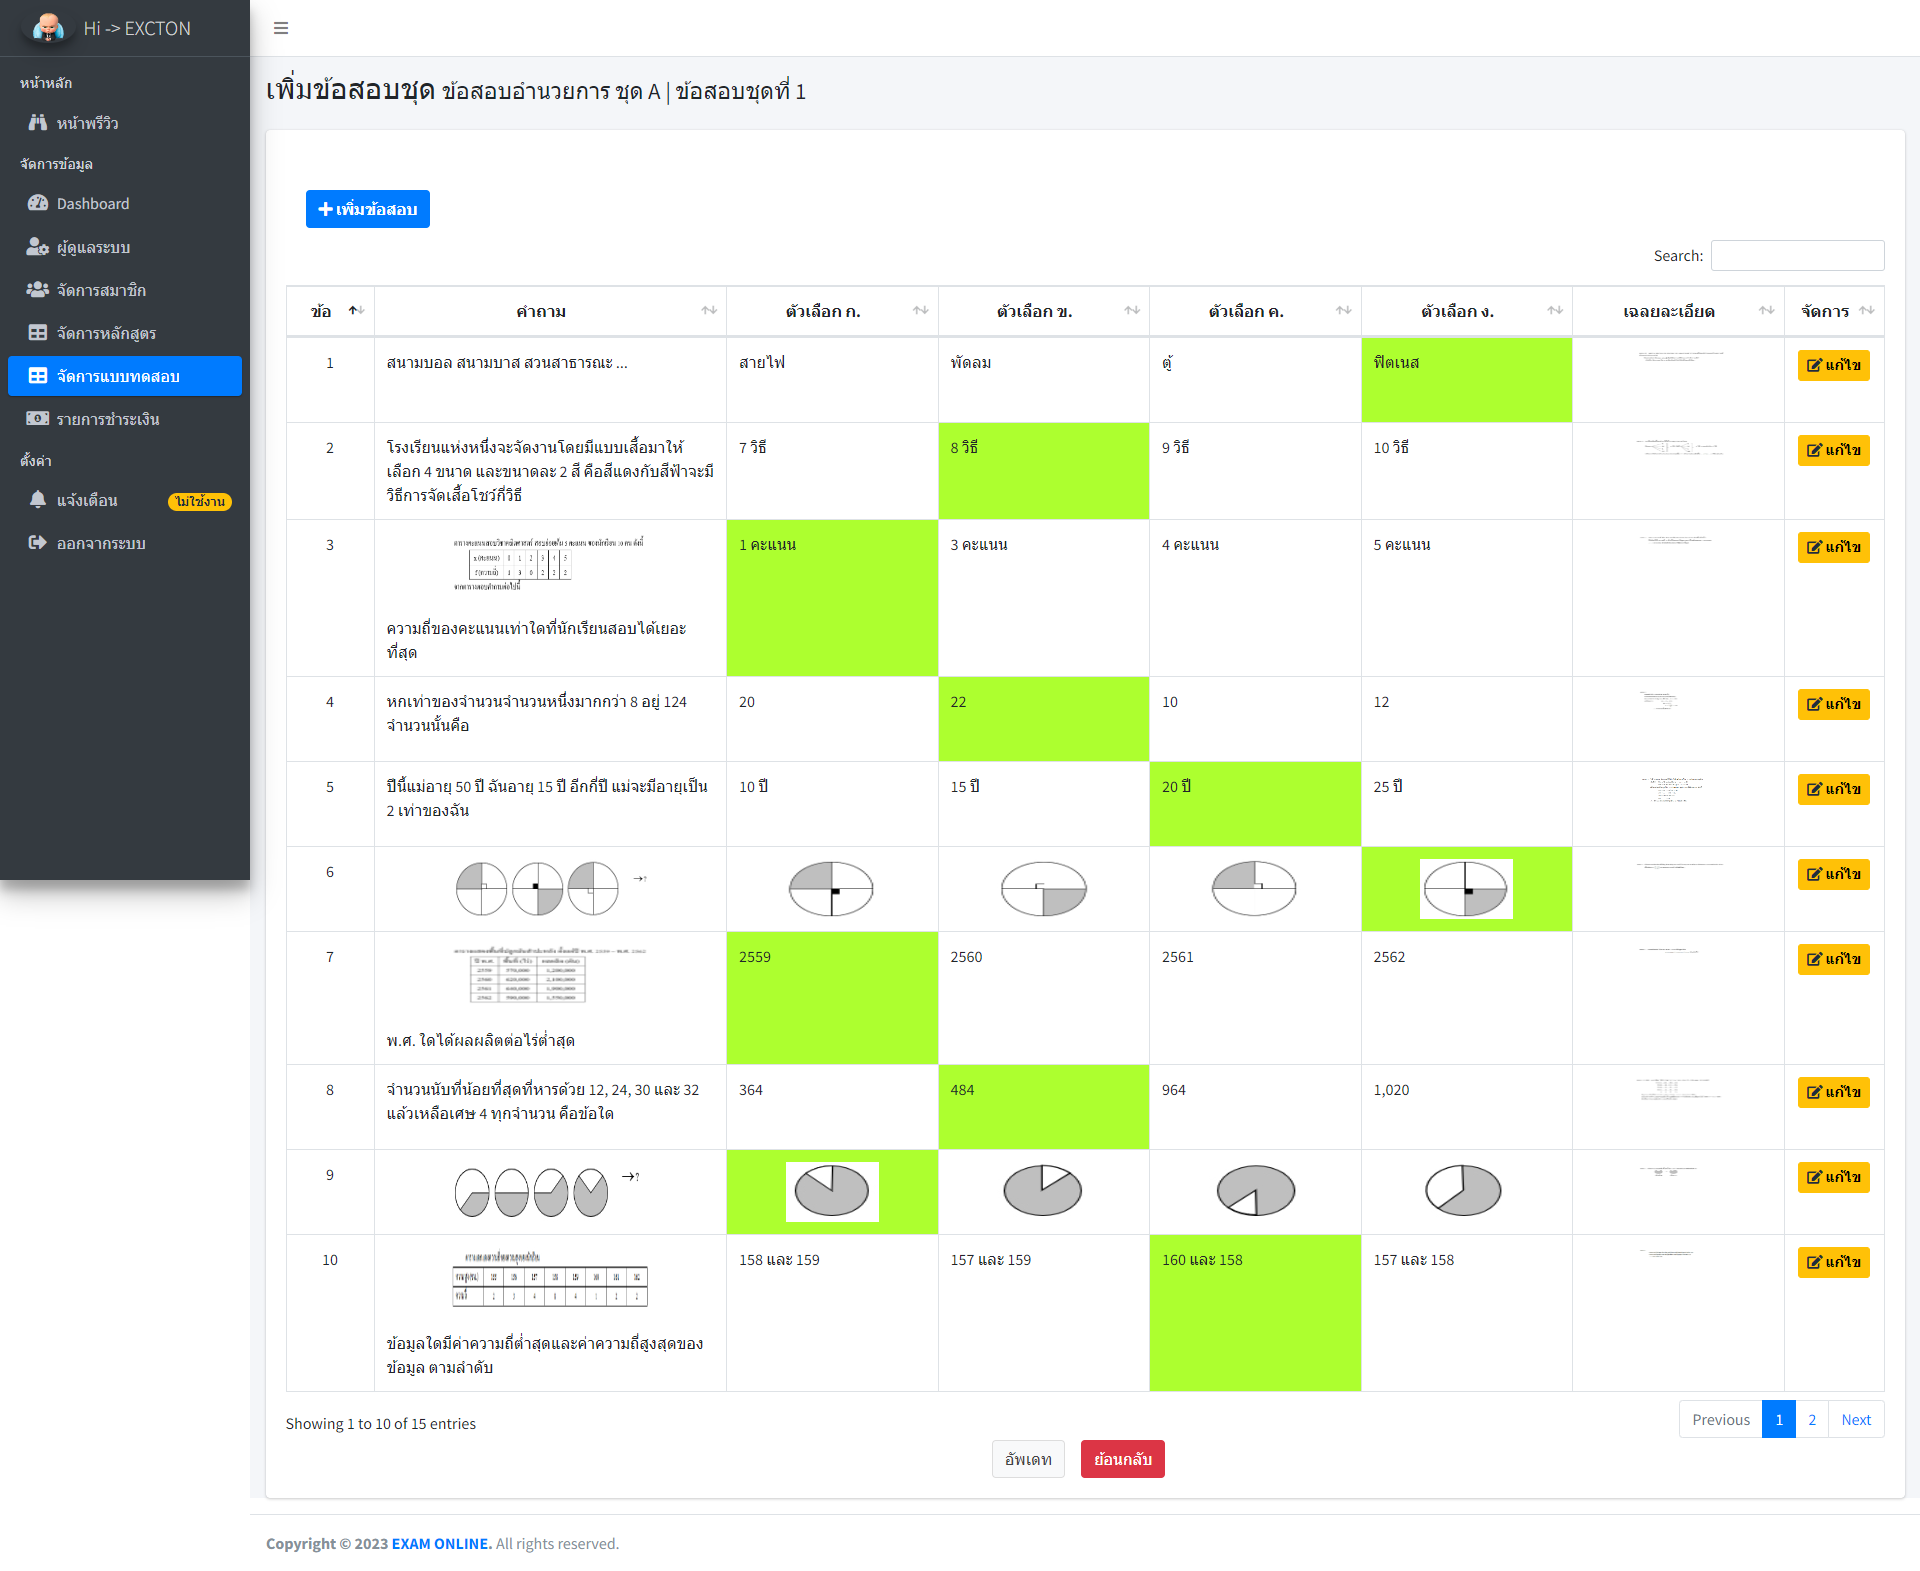 Hi -> EXCTON
หน้าหลัก
หน้าพรีวิว
จัดการข้อมูล
Dashboard
ผู้ดูแลระบบ
จัดการสมาชิก
จัดการหลักสูตร
จัดการแบบทดสอบ
รายการชำระเงิน
ตั้งค่า
แจ้งเตือน ไม่ใช้งาน
ออกจากระบบ
เพิ่มข้อสอบชุด ข้อสอบอำนวยการ ชุด A | ข้อสอบชุดที่ 1
เพิ่มข้อสอบ
Search:
ข้อ คำถาม ตัวเลือก ก. ตัวเลือก ข. ตัวเลือก ค. ตัวเลือก ง. เฉลยละเอียด จัดการ
1 สนามบอล สนามบาส สวนสาธารณะ ... สายไฟ พัดลม ตู้ ฟิตเนส แก้ไข
2 โรงเรียนแห่งหนึ่งจะจัดงานโดยมีแบบเสื้อมาให้ 7 วิธี 8 วิธี 9 วิธี 10 วิธี แก้ไข
เลือก 4 ขนาด และขนาดละ 2 สี คือสีแดงกับสีฟ้าจะมี
วิธีการจัดเสื้อโชว์กี่วิธี
3 1 คะแนน 3 คะแนน 4 คะแนน 5 คะแนน แก้ไข
ความถี่ของคะแนนเท่าใดที่นักเรียนสอบได้เยอะ
ที่สุด
4 หกเท่าของจำนวนจำนวนหนึ่งมากกว่า 8 อยู่ 124 20 22 10 12 แก้ไข
จำนวนนั้นคือ
5 ปีนี้แม่อายุ 50 ปี ฉันอายุ 15 ปี อีกกี่ปี แม่จะมีอายุเป็น 10 ปี 15 ปี 20 ปี 25 ปี แก้ไข
2 เท่าของฉัน
6 →? แก้ไข
7 2559 2560 2561 2562 แก้ไข
พ.ศ. ใดได้ผลผลิตต่อไร่ต่ำสุด
8 จำนวนนับที่น้อยที่สุดที่หารด้วย 12, 24, 30 และ 32 364 484 964 1,020 แก้ไข
แล้วเหลือเศษ 4 ทุกจำนวน คือข้อใด
9 →? แก้ไข
10 158 และ 159 157 และ 159 160 และ 158 157 และ 158 แก้ไข
ข้อมูลใดมีค่าความถี่ต่ำสุดและค่าความถี่สูงสุดของ
ข้อมูล ตามลำดับ
Showing 1 to 10 of 15 entries
Previous 1 2 Next
อัพเดท ย้อนกลับ
Copyright © 2023 EXAM ONLINE. All rights reserved.